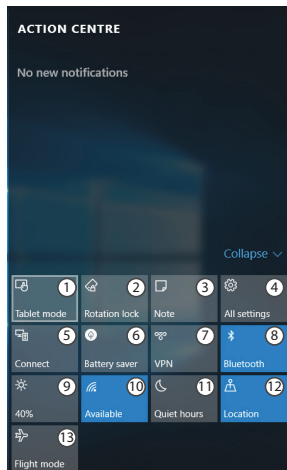 ACTION CENTRE
No new notifications
Collapse
1 2 3 4
Tablet mode Rotation lock Note All settings
5 6 7 8
Connect Battery saver VPN Bluetooth
9 10 11 12
40% Available Quiet hours Location
13
Flight mode